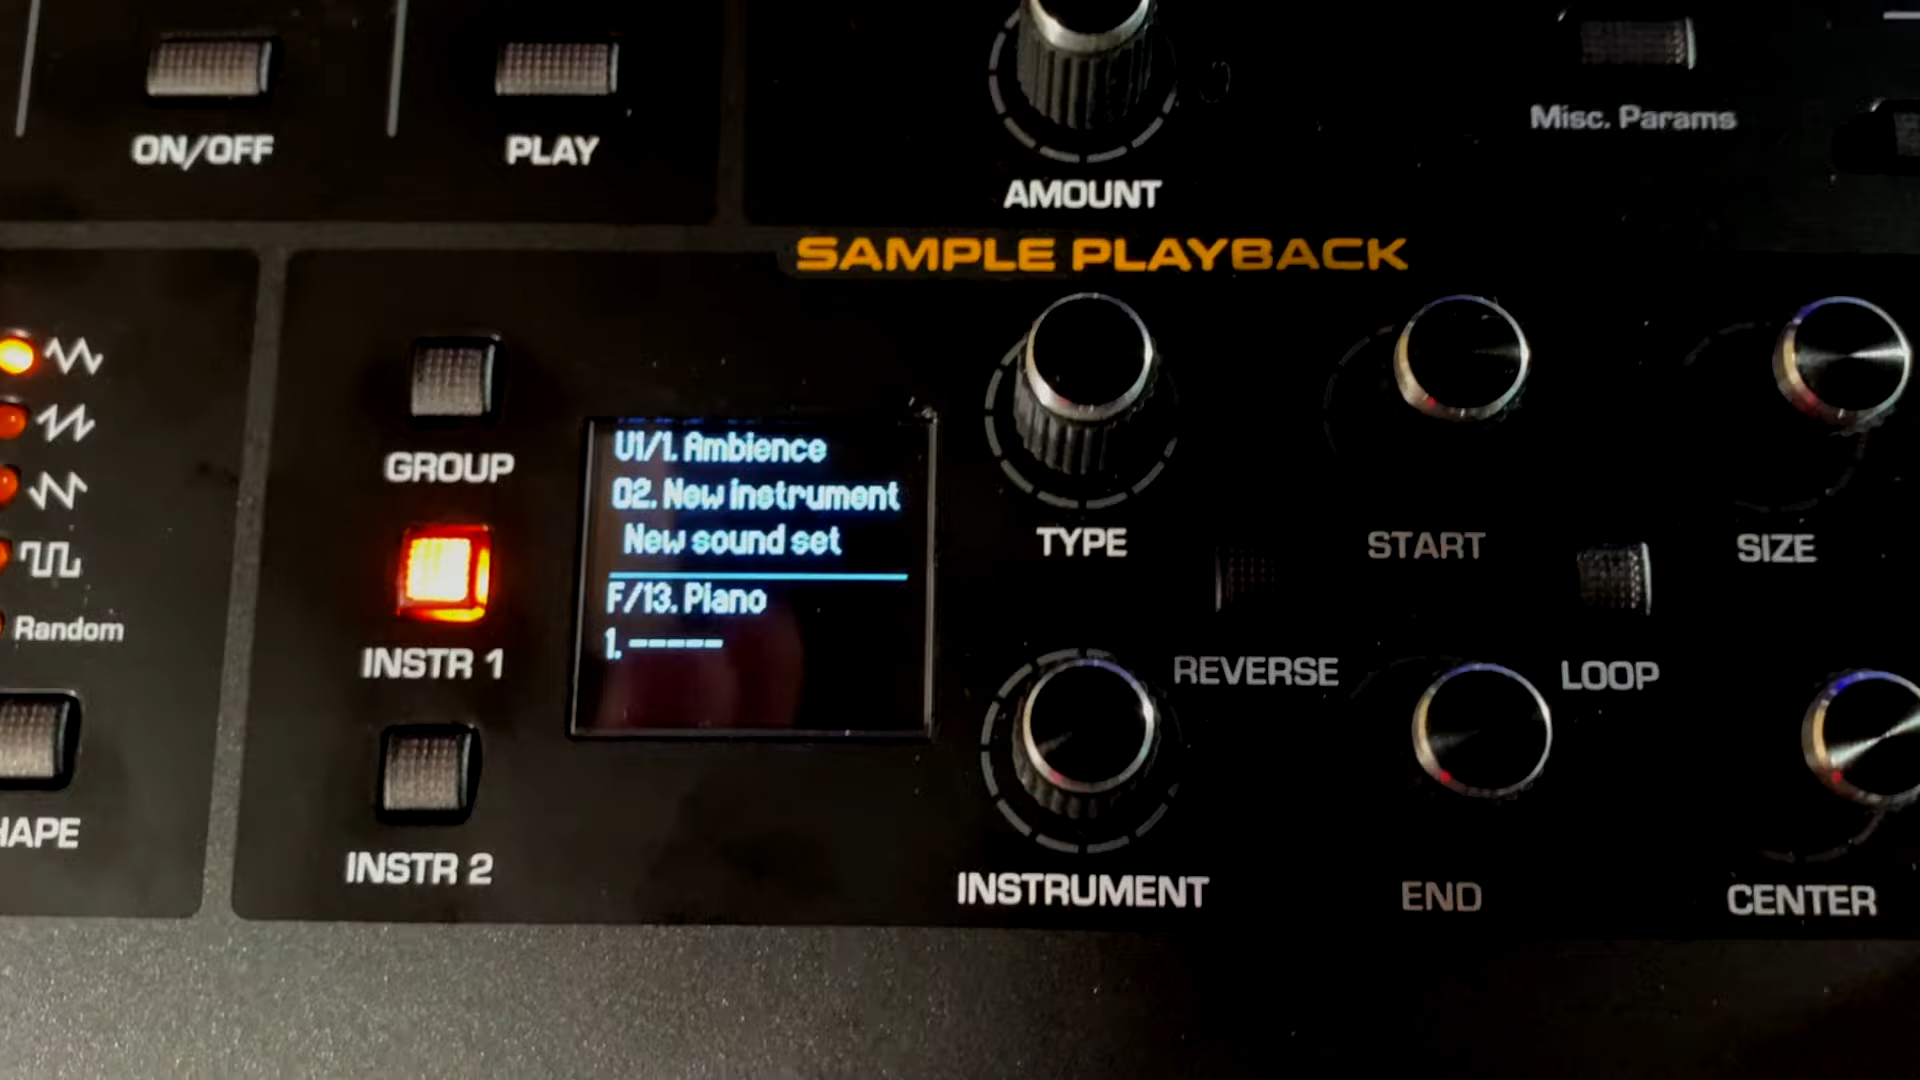 ON/OFF
PLAY
AMOUNT
Misc. Params
SAMPLE PLAYBACK
GROUP
U1/1. Ambience
02. New instrument
New sound set
F/13. Piano
1. -----
TYPE
START
SIZE
Random
INSTR 1
REVERSE
LOOP
HAPE
INSTR 2
INSTRUMENT
END
CENTER